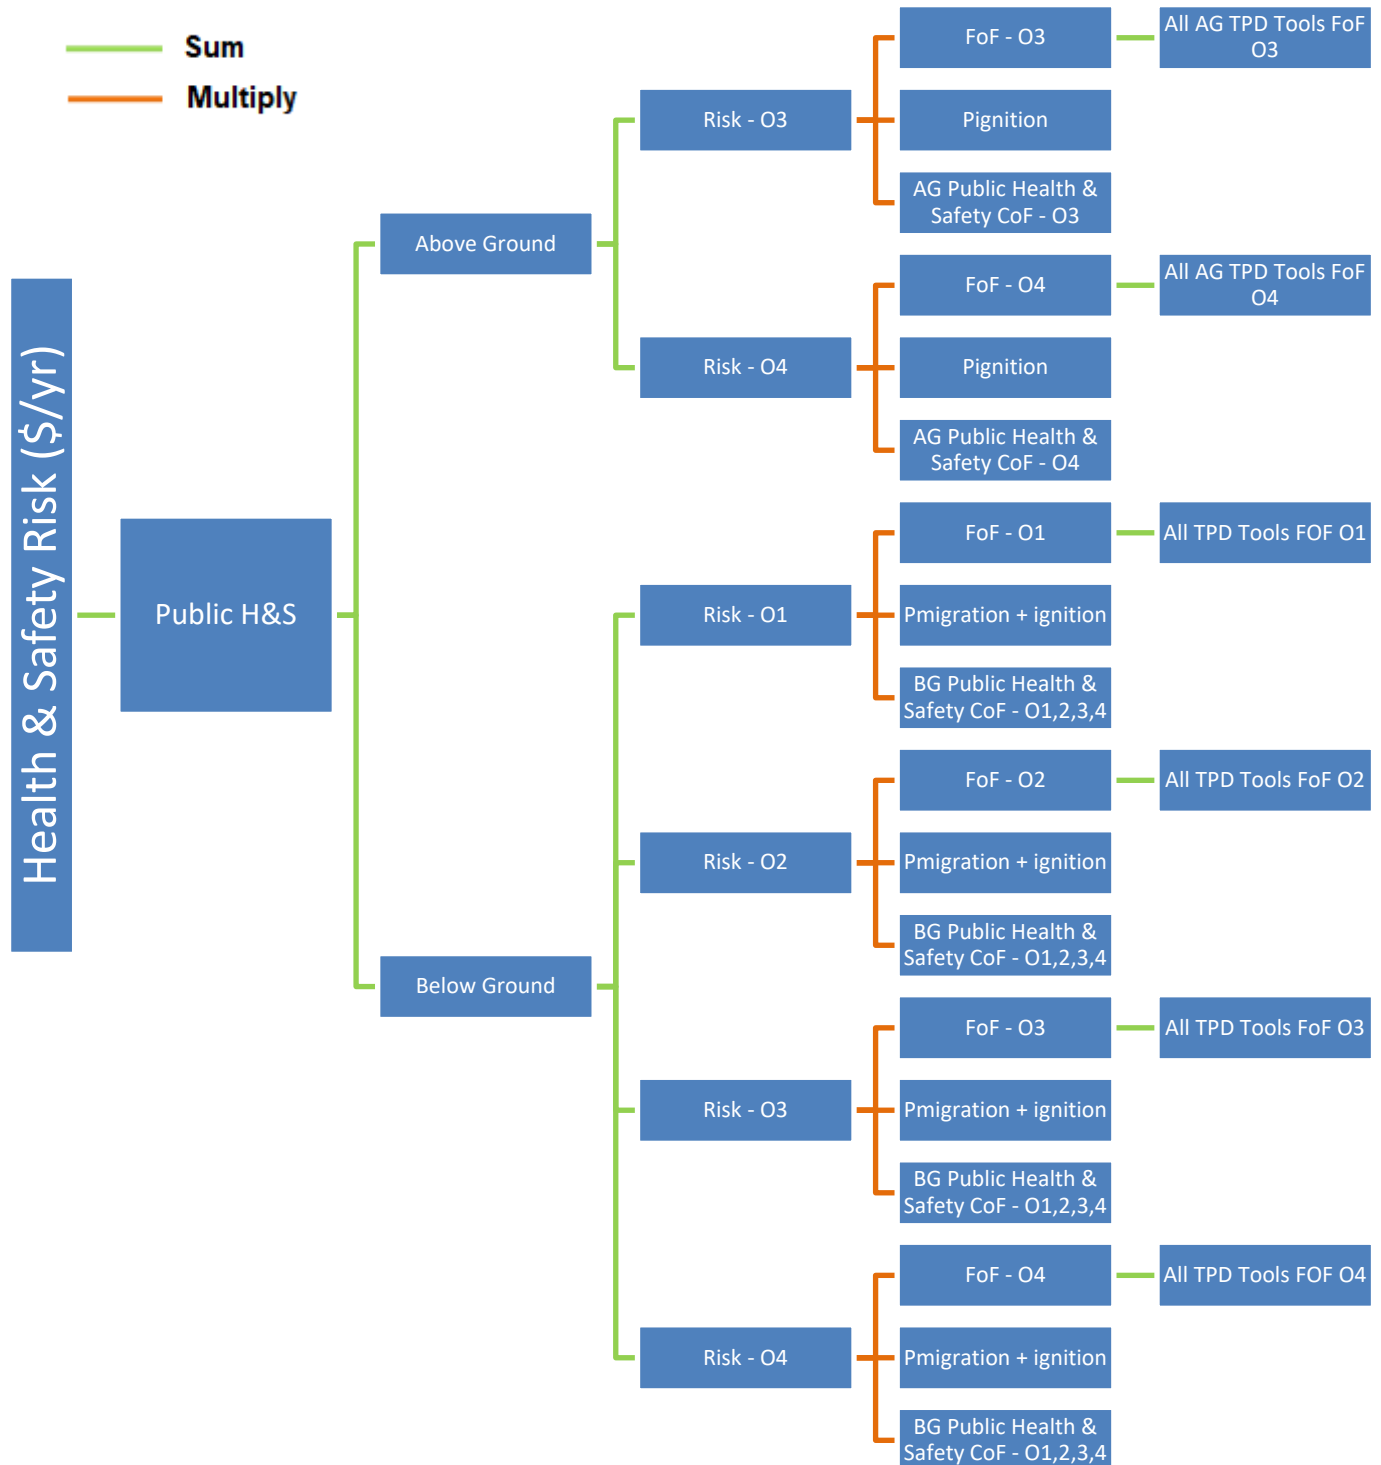 Sum
Multiply
Health & Safety Risk ($/yr)
Public H&S
Above Ground
Risk - O3
FoF - O3
All AG TPD Tools FoF
O3
Pignition
AG Public Health &
Safety CoF - O3
Risk - O4
FoF - O4
All AG TPD Tools FoF
O4
Pignition
AG Public Health &
Safety CoF - O4
Below Ground
Risk - O1
FoF - O1
All TPD Tools FOF O1
Pmigration + ignition
BG Public Health &
Safety CoF - O1,2,3,4
Risk - O2
FoF - O2
All TPD Tools FoF O2
Pmigration + ignition
BG Public Health &
Safety CoF - O1,2,3,4
Risk - O3
FoF - O3
All TPD Tools FoF O3
Pmigration + ignition
BG Public Health &
Safety CoF - O1,2,3,4
Risk - O4
FoF - O4
All TPD Tools FOF O4
Pmigration + ignition
BG Public Health &
Safety CoF - O1,2,3,4